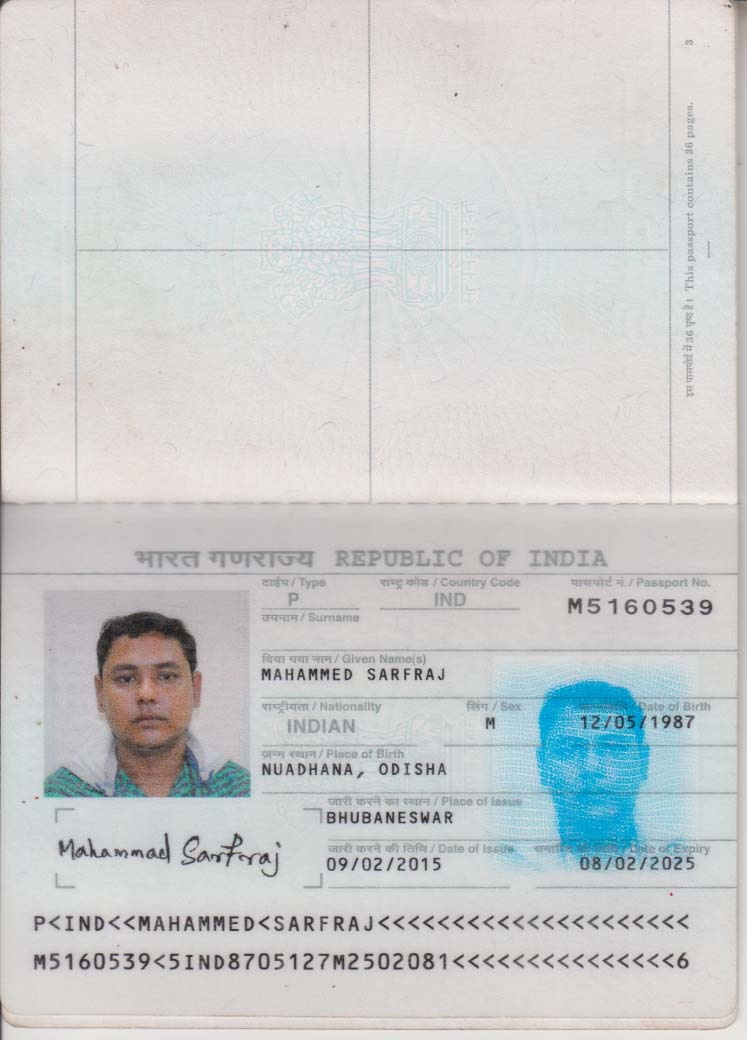 3
इस पासपोर्ट में 36 पृष्ठ हैं। This passport contains 36 pages.
भारत गणराज्य REPUBLIC OF INDIA
टाईप / Type राष्ट्र कोड / Country Code पासपोर्ट नं. / Passport No.
P IND M5160539
उपनाम / Surname
दिया गया नाम / Given Name(s)
MAHAMMED SARFRAJ
राष्ट्रीयता / Nationality लिंग / Sex Date of Birth
INDIAN M 12/05/1987
जन्म स्थान / Place of Birth
NUADHANA, ODISHA
जारी करने का स्थान / Place of Issue
BHUBANESWAR
Mahammad Sarfraj
जारी करने की तिथि / Date of Issue Date of Expiry
09/02/2015 08/02/2025
P<IND<<MAHAMMED<SARFRAJ<<<<<<<<<<<<<<<<<<<<<
M5160539<5IND8705127M2502081<<<<<<<<<<<<<<<6